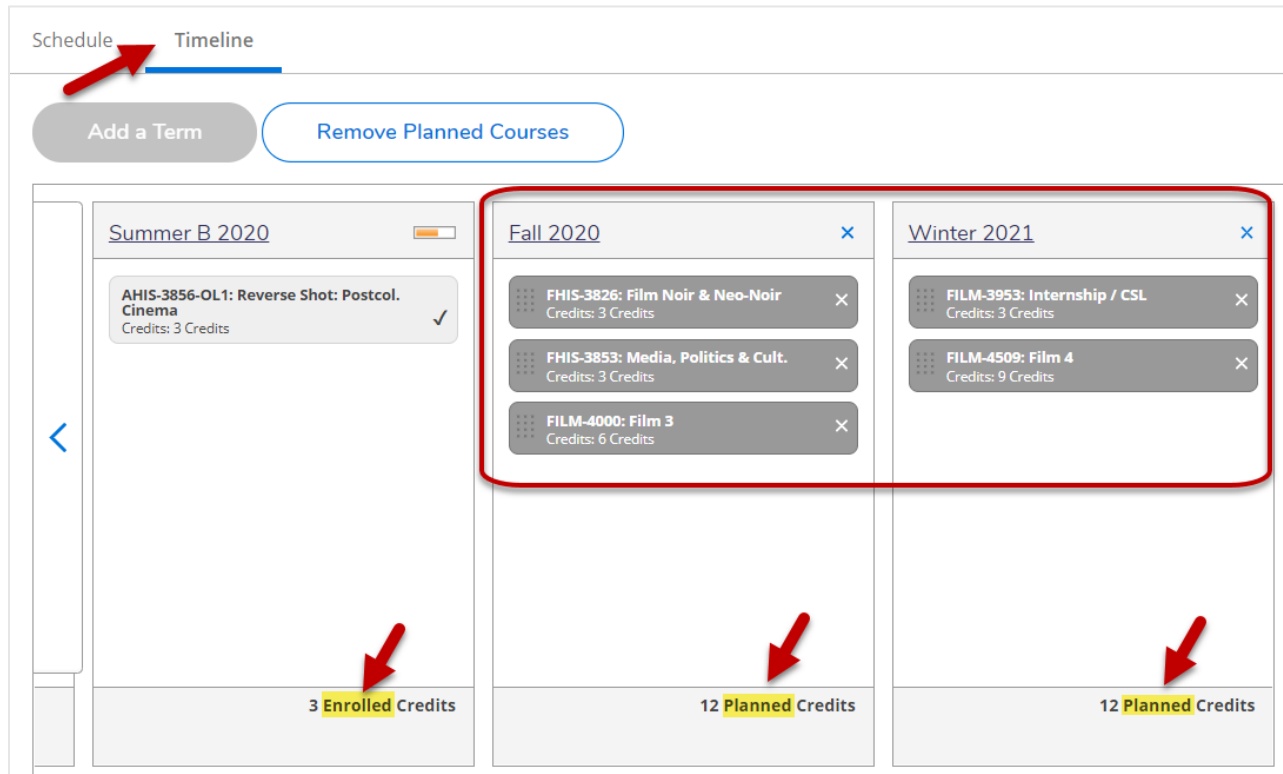 Schedule
Timeline
Add a Term
Remove Planned Courses
Summer B 2020
AHIS-3856-OL1: Reverse Shot: Postcol.
Cinema
Credits: 3 Credits
3 Enrolled Credits
Fall 2020
FHIS-3826: Film Noir & Neo-Noir
Credits: 3 Credits
FHIS-3853: Media, Politics & Cult.
Credits: 3 Credits
FILM-4000: Film 3
Credits: 6 Credits
12 Planned Credits
Winter 2021
FILM-3953: Internship / CSL
Credits: 3 Credits
FILM-4509: Film 4
Credits: 9 Credits
12 Planned Credits